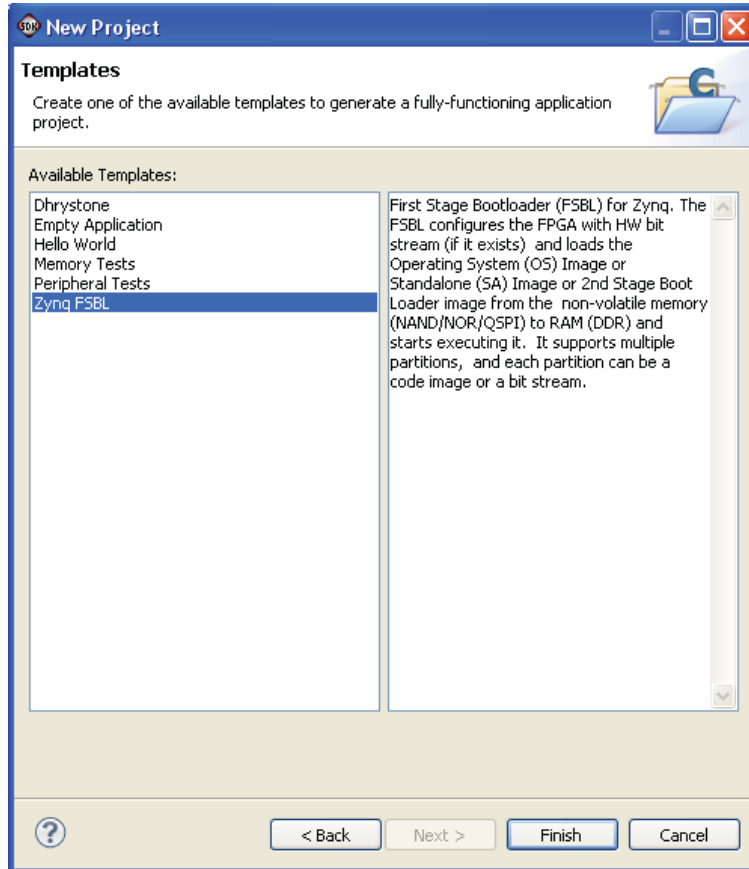 SDK New Project
Templates
Create one of the available templates to generate a fully-functioning application
project.
C
Available Templates:
Dhrystone
Empty Application
Hello World
Memory Tests
Peripheral Tests
Zynq FSBL
First Stage Bootloader (FSBL) for Zynq. The
FSBL configures the FPGA with HW bit
stream (if it exists)  and loads the
Operating System (OS) Image or
Standalone (SA) Image or 2nd Stage Boot
Loader image from the  non-volatile memory
(NAND/NOR/QSPI) to RAM (DDR) and
starts executing it.  It supports multiple
partitions,  and each partition can be a
code image or a bit stream.
?
< Back
Next >
Finish
Cancel